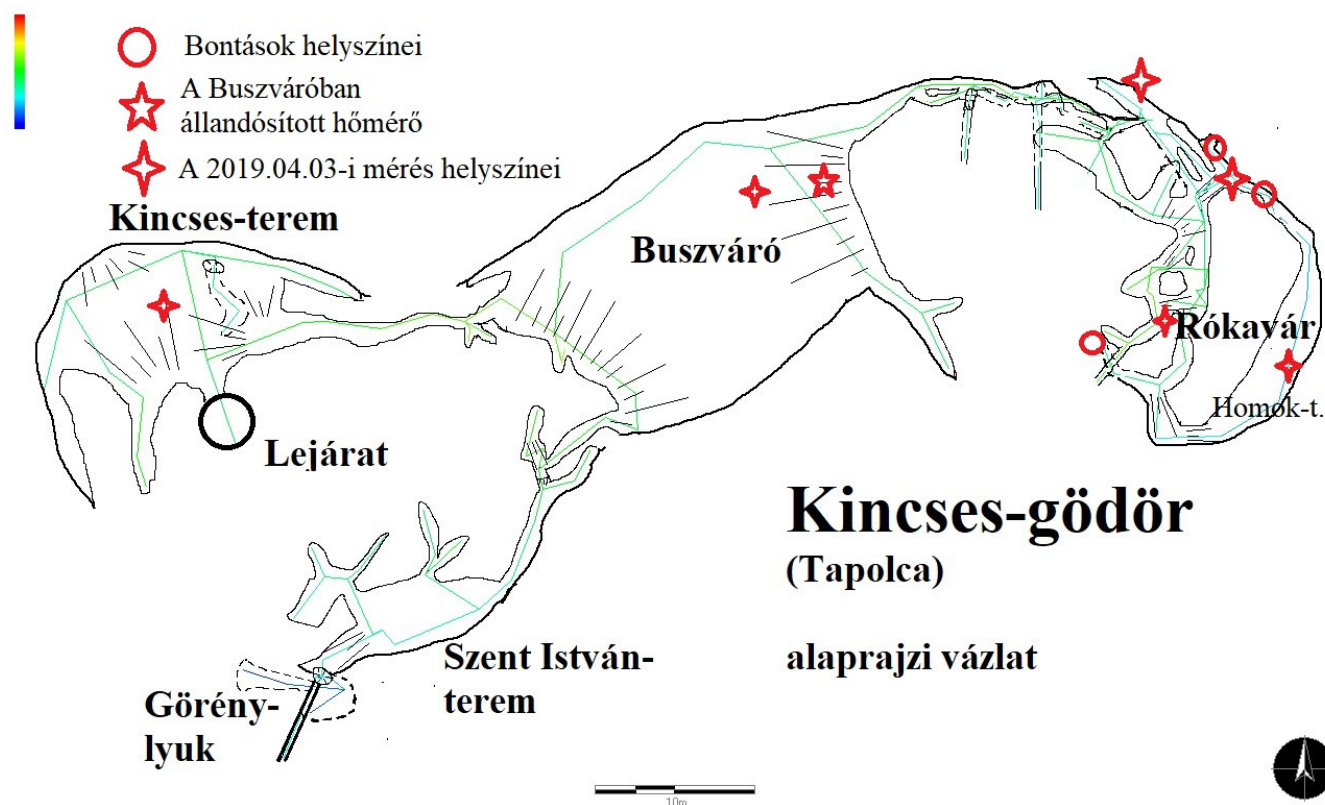 Bontások helyszínei
A Buszváróban
állandósított hőmérő
A 2019.04.03-i mérés helyszínei
Kincses-terem
Buszváró
Rókavár
Homok-t.
Lejárat
Kincses-gödör
(Tapolca)
alaprajzi vázlat
Szent István-
terem
Görény-
lyuk
10m